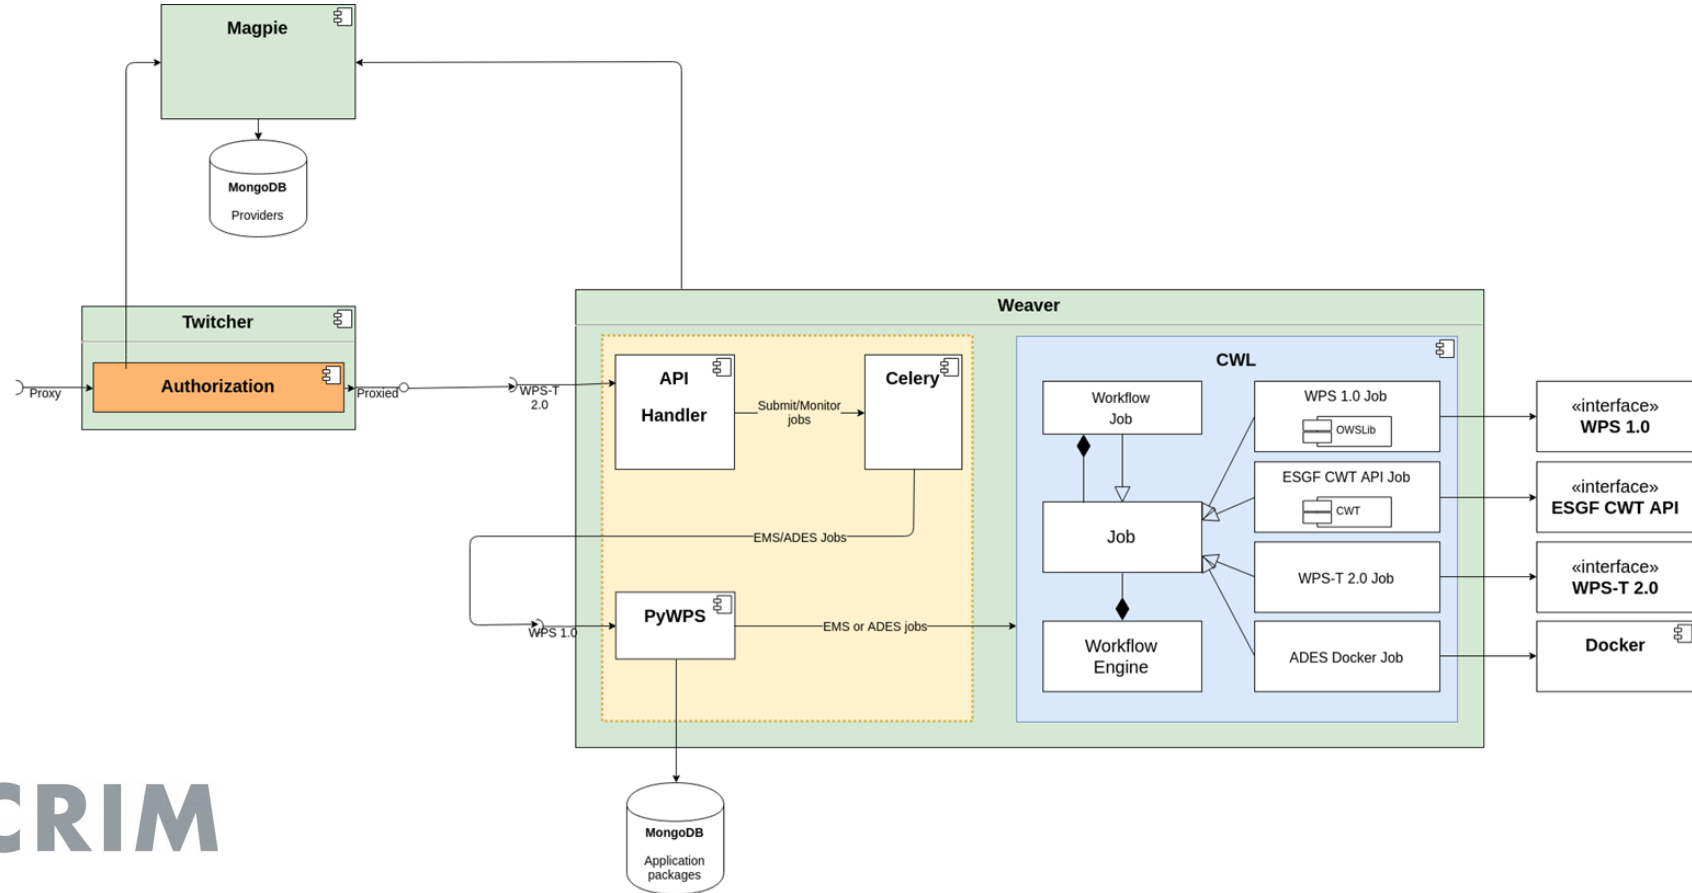 Magpie
MongoDB
Providers
Twitcher
Authorization
Proxy
Proxied
WPS-T
2.0
Weaver
API
Handler
Submit/Monitor
jobs
Celery
EMS/ADES Jobs
WPS 1.0
PyWPS
EMS or ADES jobs
MongoDB
Application
packages
CWL
Workflow
Job
Job
Workflow
Engine
WPS 1.0 Job
OWSLib
ESGF CWT API Job
CWT
WPS-T 2.0 Job
ADES Docker Job
«interface»
WPS 1.0
«interface»
ESGF CWT API
«interface»
WPS-T 2.0
Docker
CRIM